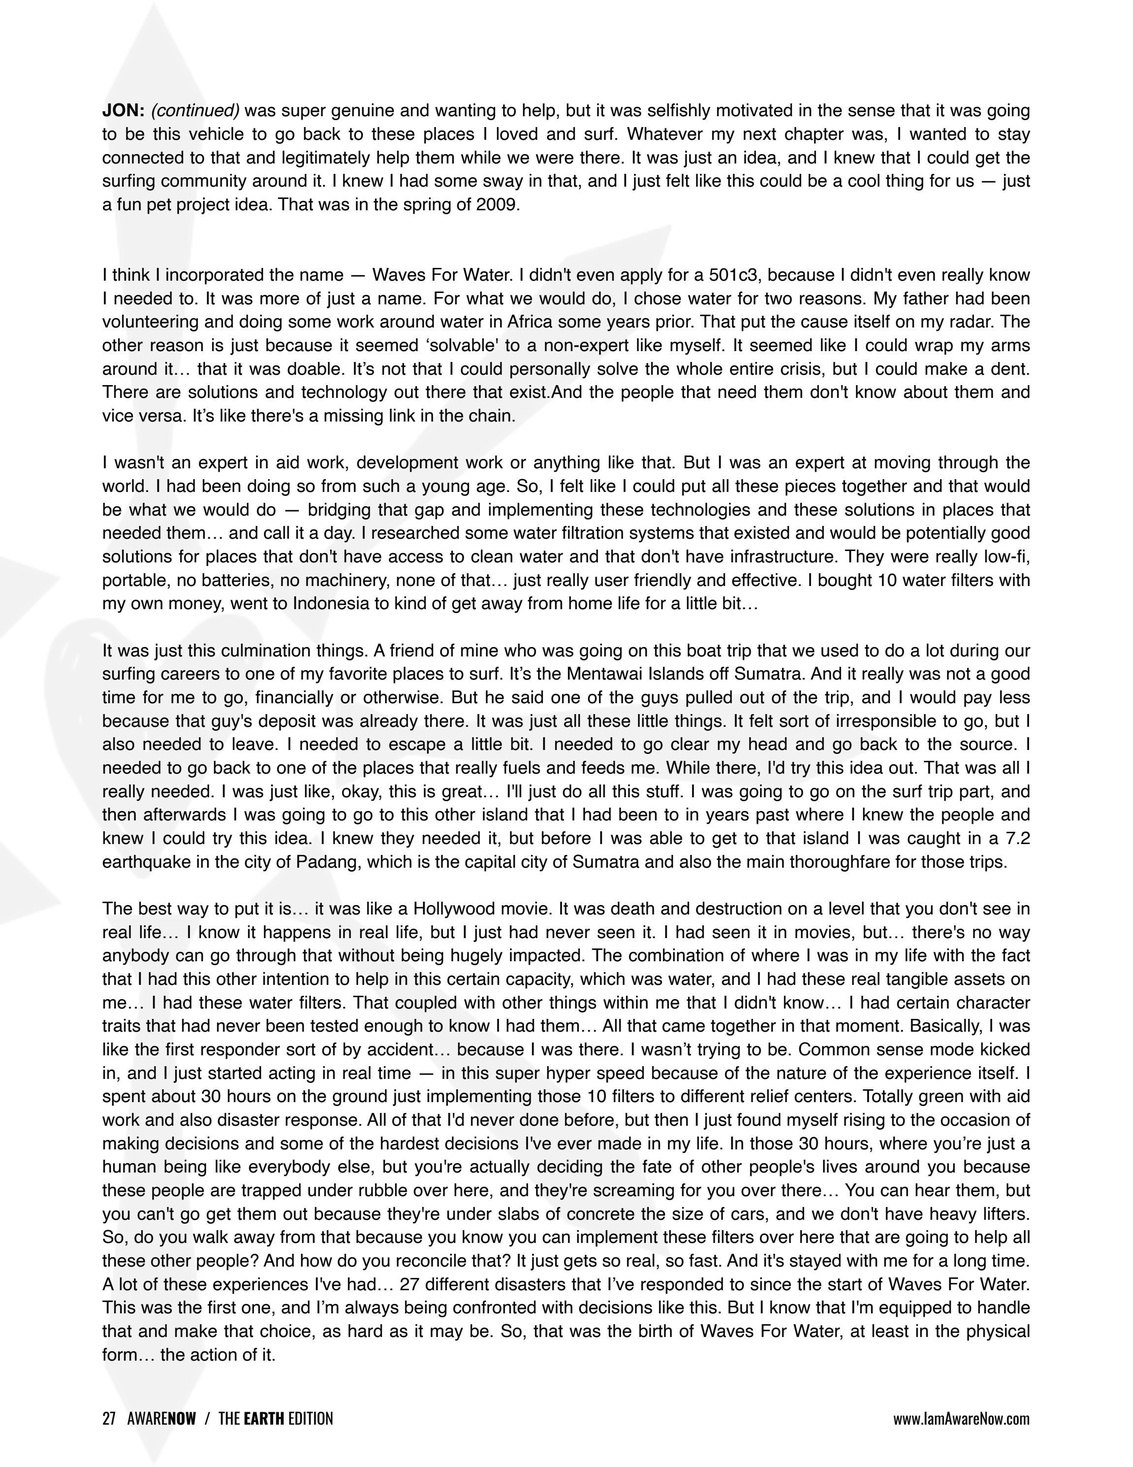 JON: (continued) was super genuine and wanting to help, but it was selfishly motivated in the sense that it was going
to be this vehicle to go back to these places I loved and surf. Whatever my next chapter was, I wanted to stay
connected to that and legitimately help them while we were there. It was just an idea, and I knew that I could get the
surfing community around it. I knew I had some sway in that, and I just felt like this could be a cool thing for us — just
a fun pet project idea. That was in the spring of 2009.
I think I incorporated the name — Waves For Water. I didn't even apply for a 501c3, because I didn't even really know
I needed to. It was more of just a name. For what we would do, I chose water for two reasons. My father had been
volunteering and doing some work around water in Africa some years prior. That put the cause itself on my radar. The
other reason is just because it seemed ‘solvable' to a non-expert like myself. It seemed like I could wrap my arms
around it… that it was doable. It’s not that I could personally solve the whole entire crisis, but I could make a dent.
There are solutions and technology out there that exist.And the people that need them don't know about them and
vice versa. It’s like there's a missing link in the chain.
I wasn't an expert in aid work, development work or anything like that. But I was an expert at moving through the
world. I had been doing so from such a young age. So, I felt like I could put all these pieces together and that would
be what we would do — bridging that gap and implementing these technologies and these solutions in places that
needed them… and call it a day. I researched some water filtration systems that existed and would be potentially good
solutions for places that don't have access to clean water and that don't have infrastructure. They were really low-fi,
portable, no batteries, no machinery, none of that… just really user friendly and effective. I bought 10 water filters with
my own money, went to Indonesia to kind of get away from home life for a little bit…
It was just this culmination things. A friend of mine who was going on this boat trip that we used to do a lot during our
surfing careers to one of my favorite places to surf. It’s the Mentawai Islands off Sumatra. And it really was not a good
time for me to go, financially or otherwise. But he said one of the guys pulled out of the trip, and I would pay less
because that guy's deposit was already there. It was just all these little things. It felt sort of irresponsible to go, but I
also needed to leave. I needed to escape a little bit. I needed to go clear my head and go back to the source. I
needed to go back to one of the places that really fuels and feeds me. While there, I'd try this idea out. That was all I
really needed. I was just like, okay, this is great… I'll just do all this stuff. I was going to go on the surf trip part, and
then afterwards I was going to go to this other island that I had been to in years past where I knew the people and
knew I could try this idea. I knew they needed it, but before I was able to get to that island I was caught in a 7.2
earthquake in the city of Padang, which is the capital city of Sumatra and also the main thoroughfare for those trips.
The best way to put it is… it was like a Hollywood movie. It was death and destruction on a level that you don't see in
real life… I know it happens in real life, but I just had never seen it. I had seen it in movies, but… there's no way
anybody can go through that without being hugely impacted. The combination of where I was in my life with the fact
that I had this other intention to help in this certain capacity, which was water, and I had these real tangible assets on
me… I had these water filters. That coupled with other things within me that I didn't know… I had certain character
traits that had never been tested enough to know I had them… All that came together in that moment. Basically, I was
like the first responder sort of by accident… because I was there. I wasn’t trying to be. Common sense mode kicked
in, and I just started acting in real time — in this super hyper speed because of the nature of the experience itself. I
spent about 30 hours on the ground just implementing those 10 filters to different relief centers. Totally green with aid
work and also disaster response. All of that I'd never done before, but then I just found myself rising to the occasion of
making decisions and some of the hardest decisions I've ever made in my life. In those 30 hours, where you’re just a
human being like everybody else, but you're actually deciding the fate of other people's lives around you because
these people are trapped under rubble over here, and they're screaming for you over there… You can hear them, but
you can't go get them out because they're under slabs of concrete the size of cars, and we don't have heavy lifters.
So, do you walk away from that because you know you can implement these filters over here that are going to help all
these other people? And how do you reconcile that? It just gets so real, so fast. And it's stayed with me for a long time.
A lot of these experiences I've had… 27 different disasters that I’ve responded to since the start of Waves For Water.
This was the first one, and I’m always being confronted with decisions like this. But I know that I'm equipped to handle
that and make that choice, as hard as it may be. So, that was the birth of Waves For Water, at least in the physical
form… the action of it.
27 AWARENOW / THE EARTH EDITION
www.IamAwareNow.com